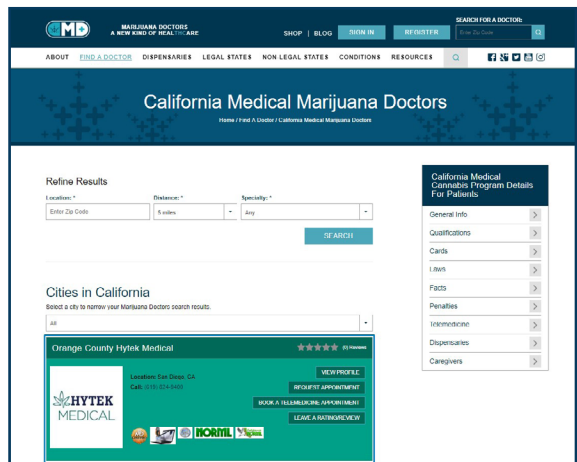 MARIJUANA DOCTORS
A NEW KIND OF HEALTHCARE
SHOP | BLOG
SIGN IN
REGISTER
SEARCH FOR A DOCTOR:
Enter Zip Code
ABOUT FIND A DOCTOR DISPENSARIES LEGAL STATES NON LEGAL STATES CONDITIONS RESOURCES
California Medical Marijuana Doctors
Home / Find A Doctor / California Medical Marijuana Doctors
Refine Results
Location: * Distance: * Specialty: *
Enter Zip Code 5 miles Any
SEARCH
Cities in California
Select a city to narrow your Marijuana Doctors search results.
All
Orange County Hytek Medical
(0) Reviews
Location: San Diego, CA
Call:
VIEW PROFILE
REQUEST APPOINTMENT
BOOK A TELEMEDICINE APPOINTMENT
LEAVE A RATING/REVIEW
HYTEK
MEDICAL
NORML
California Medical
Cannabis Program Details
For Patients
General Info
Qualifications
Cards
Laws
Facts
Penalties
Telemedicine
Dispensaries
Caregivers